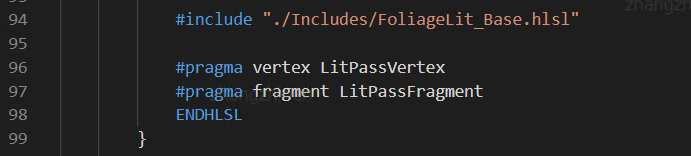 94 #include "./Includes/FoliageLit_Base.hlsl"
95
96 #pragma vertex LitPassVertex
97 #pragma fragment LitPassFragment
98 ENDHLSL
99 }